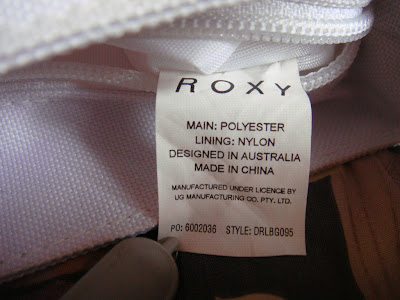 ROXY
MAIN: POLYESTER
LINING: NYLON
DESIGNED IN AUSTRALIA
MADE IN CHINA
MANUFACTURED UNDER LICENCE BY
UG MANUFACTURING CO. PTY. LTD.
PO: 6002036 STYLE: DRLBG095